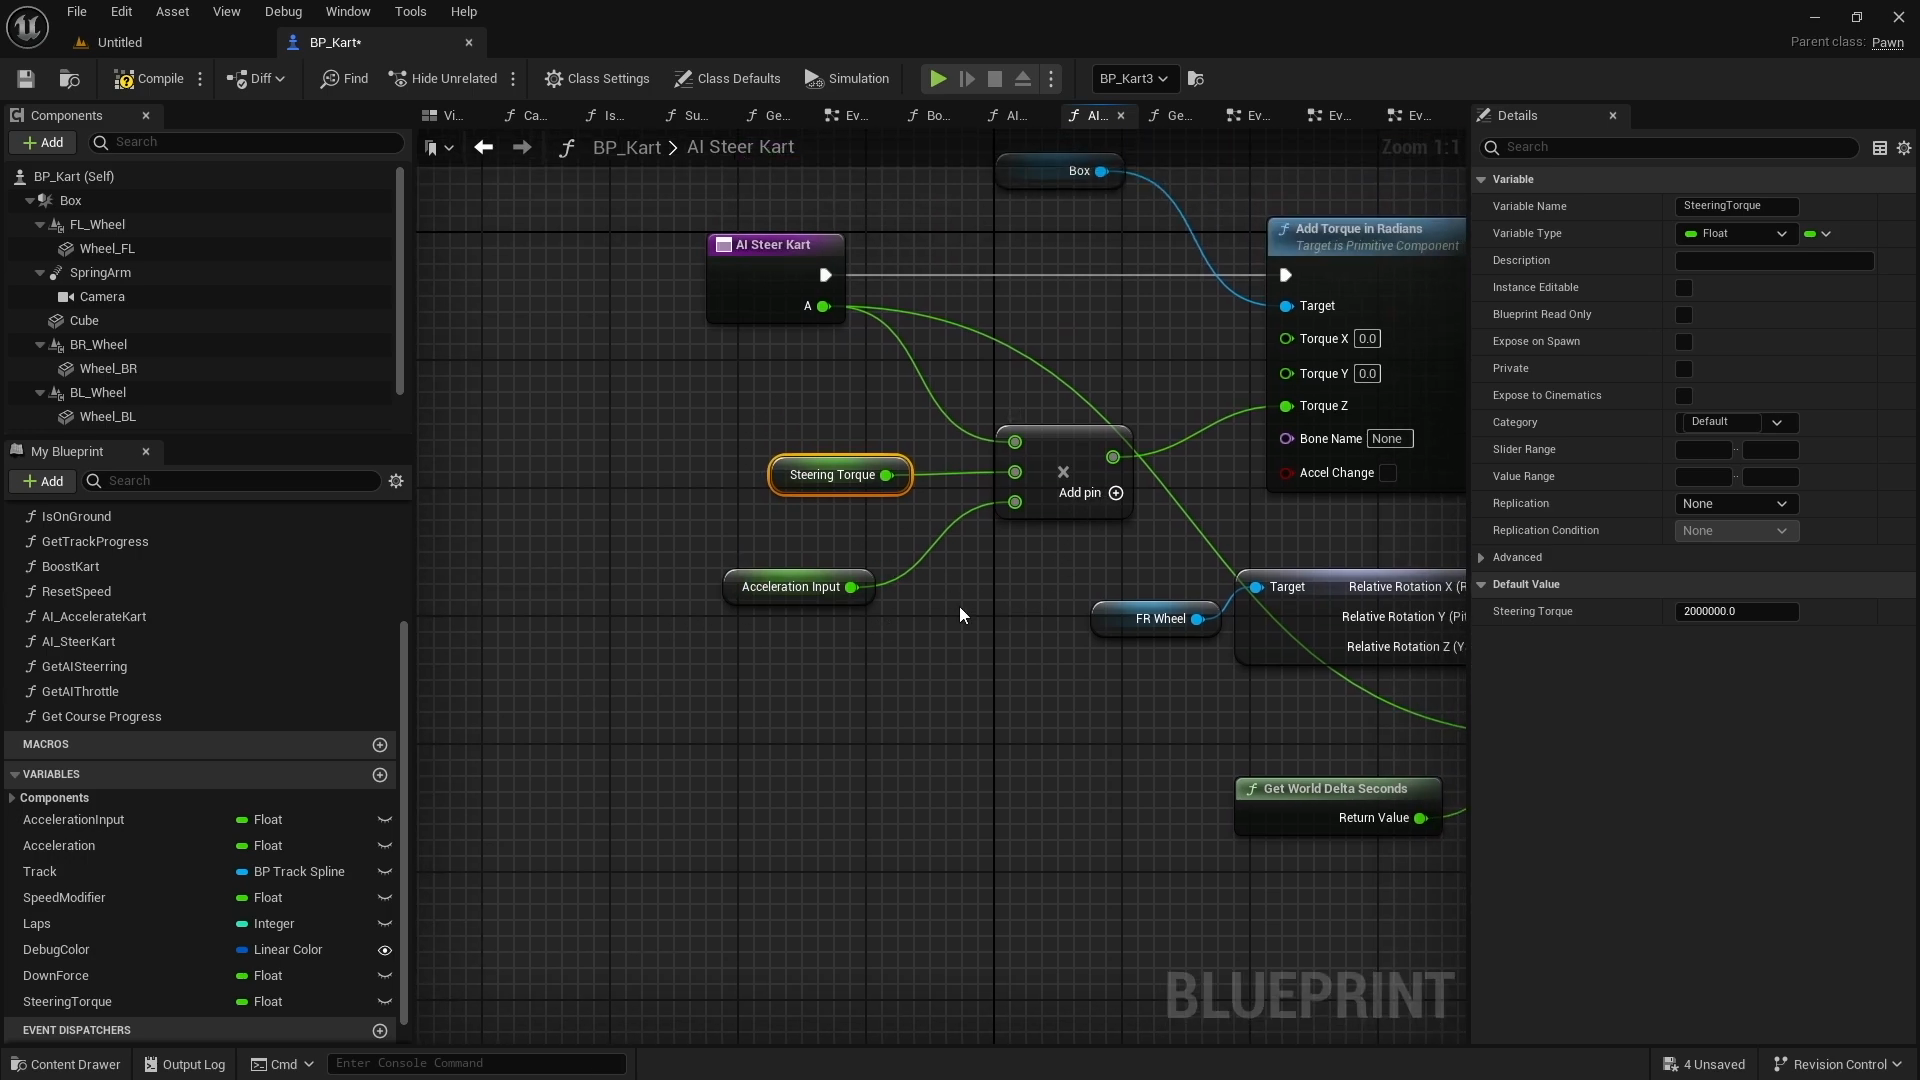 File Edit Asset View Debug Window Tools Help
Untitled
BP_Kart*
Parent class: Pawn
Compile
Diff
Find
Hide Unrelated
Class Settings
Class Defaults
Simulation
BP_Kart3
Components
Add
Search
BP_Kart (Self)
Box
FL_Wheel
Wheel_FL
SpringArm
Camera
Cube
BR_Wheel
Wheel_BR
BL_Wheel
Wheel_BL
My Blueprint
Add
Search
IsOnGround
GetTrackProgress
BoostKart
ResetSpeed
AI_AccelerateKart
AI_SteerKart
GetAISteerring
GetAIThrottle
Get Course Progress
MACROS
VARIABLES
Components
AccelerationInput Float
Acceleration Float
Track BP Track Spline
SpeedModifier Float
Laps Integer
DebugColor Linear Color
DownForce Float
SteeringTorque Float
EVENT DISPATCHERS
Vi... Ca... Is... Su... Ge... Ev... Bo... AI... AI... Ge... Ev... Ev... Ev...
BP_Kart > AI Steer Kart
Zoom 1:1
Box
AI Steer Kart
A
Add Torque in Radians
Target is Primitive Component
Target
Torque X 0.0
Torque Y 0.0
Torque Z
Bone Name None
Accel Change
Steering Torque
Add pin
Acceleration Input
FR Wheel
Target Relative Rotation X (R
Relative Rotation Y (Pit
Relative Rotation Z (Y
Get World Delta Seconds
Return Value
BLUEPRINT
Details
Search
Variable
Variable Name SteeringTorque
Variable Type Float
Description
Instance Editable
Blueprint Read Only
Expose on Spawn
Private
Expose to Cinematics
Category Default
Slider Range
Value Range
Replication None
Replication Condition None
Advanced
Default Value
Steering Torque 2000000.0
Content Drawer
Output Log
Cmd
Enter Console Command
4 Unsaved
Revision Control